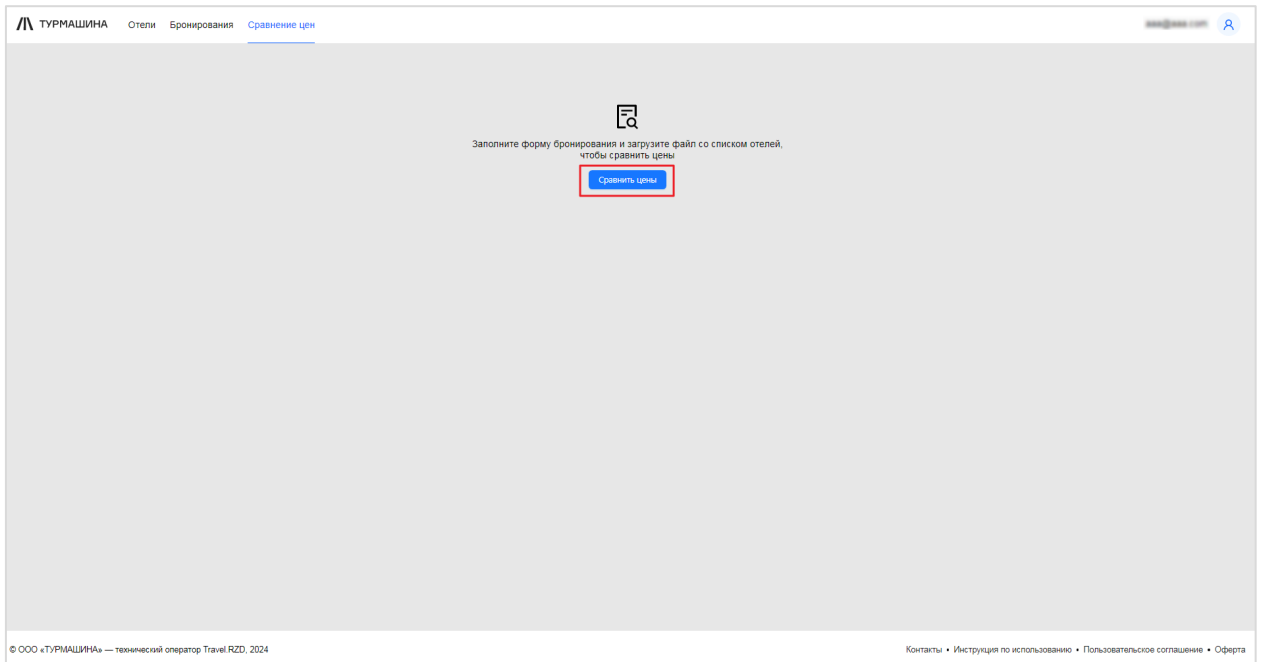 ТУРМАШИНА Отели Бронирования Сравнение цен
Заполните форму бронирования и загрузите файл со списком отелей,
чтобы сравнить цены
Сравнить цены
© ООО «ТУРМАШИНА» — технический оператор Travel.RZD, 2024 Контакты • Инструкция по использованию • Пользовательское соглашение • Оферта